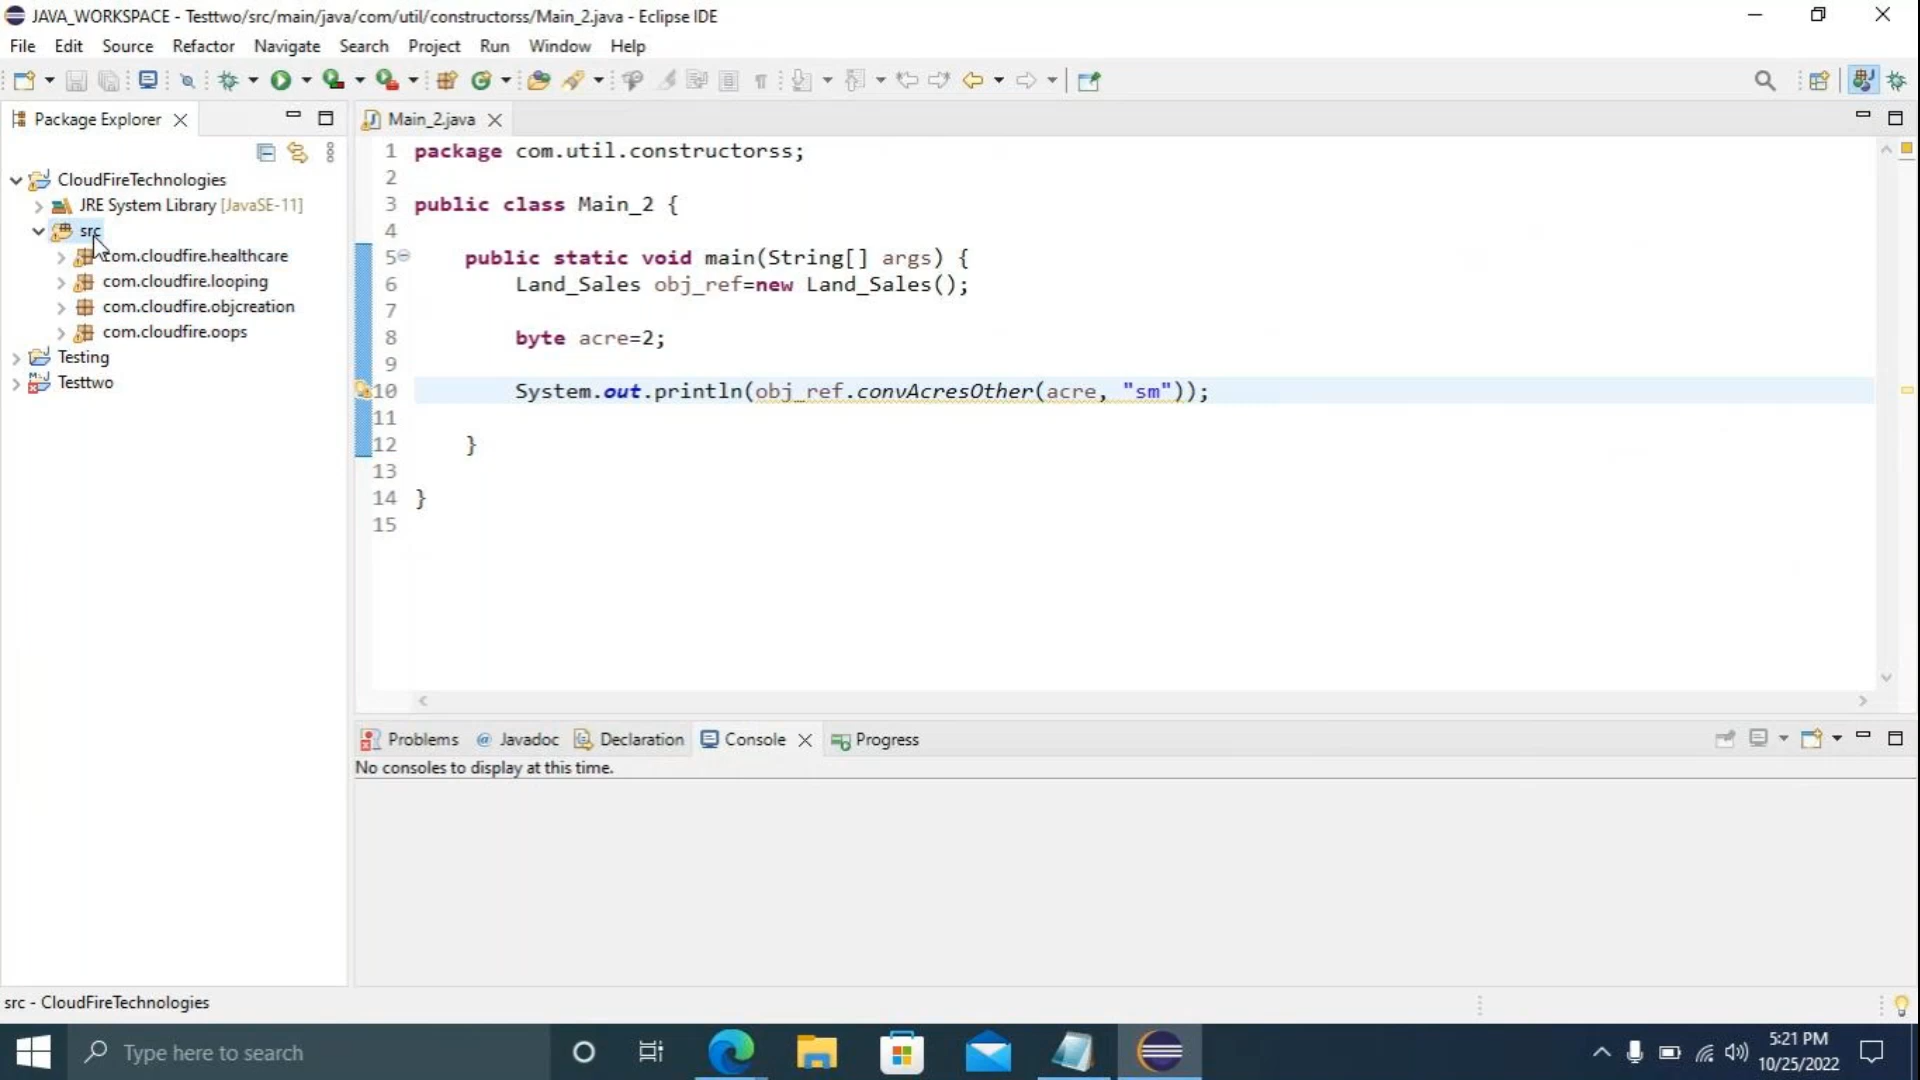 JAVA_WORKSPACE - Testtwo/src/main/java/com/util/constructorss/Main_2.java - Eclipse IDE
File Edit Source Refactor Navigate Search Project Run Window Help
Package Explorer
CloudFireTechnologies
JRE System Library [JavaSE-11]
src
com.cloudfire.healthcare
com.cloudfire.looping
com.cloudfire.objcreation
com.cloudfire.oops
Testing
Testtwo
Main_2.java
1 package com.util.constructorss;
2
3 public class Main_2 {
4
5 public static void main(String[] args) {
6 Land_Sales obj_ref=new Land_Sales();
7
8 byte acre=2;
9
10 System.out.println(obj_ref.convAcresOther(acre, "sm"));
11
12 }
13
14 }
15
Problems @ Javadoc Declaration Console Progress
No consoles to display at this time.
src - CloudFireTechnologies
Type here to search
5:21 PM
10/25/2022